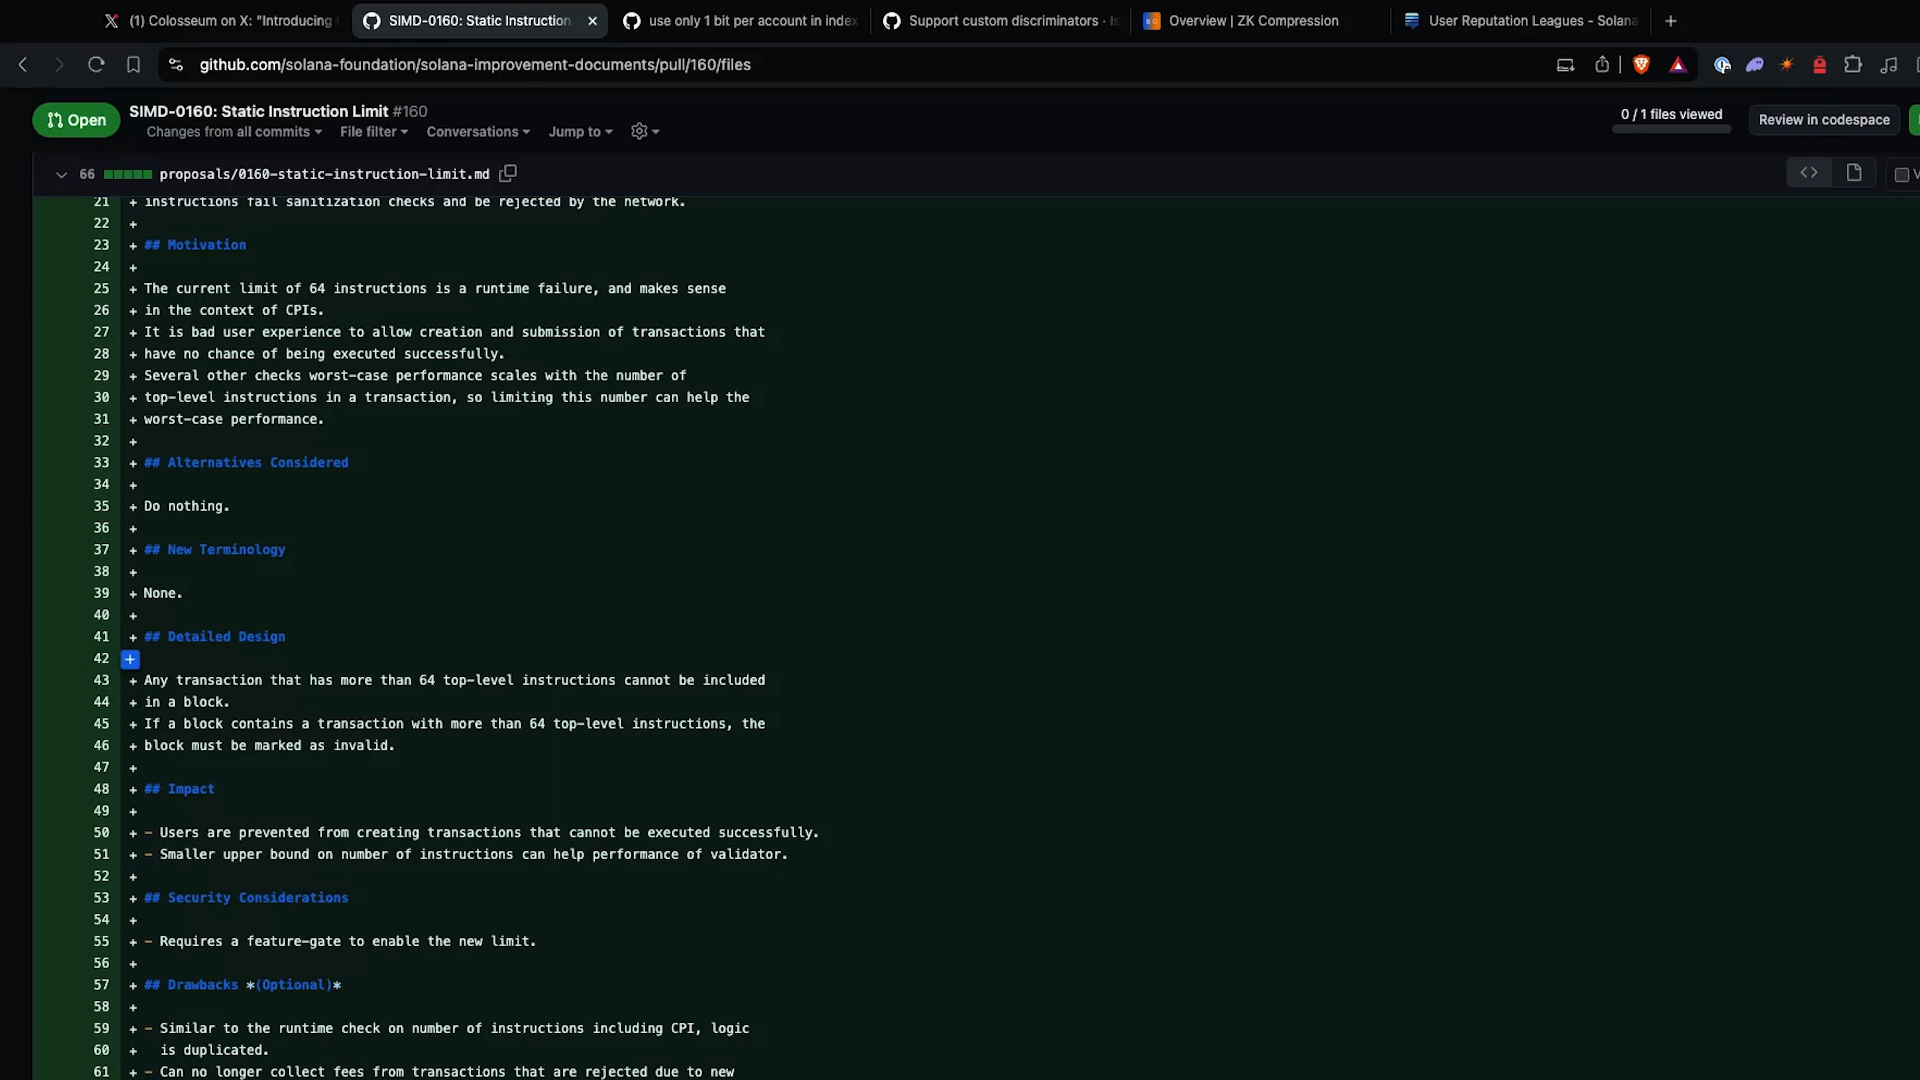 (1) Colosseum on X: "Introducing
SIMD-0160: Static Instruction
use only 1 bit per account in index
Support custom discriminators · Is
Overview | ZK Compression
User Reputation Leagues - Solana
github.com/solana-foundation/solana-improvement-documents/pull/160/files
Open
SIMD-0160: Static Instruction Limit #160
Changes from all commits
File filter
Conversations
Jump to
0 / 1 files viewed
Review in codespace
66 proposals/0160-static-instruction-limit.md
V
21 + instructions fail sanitization checks and be rejected by the network.
22 +
23 + ## Motivation
24 +
25 + The current limit of 64 instructions is a runtime failure, and makes sense
26 + in the context of CPIs.
27 + It is bad user experience to allow creation and submission of transactions that
28 + have no chance of being executed successfully.
29 + Several other checks worst-case performance scales with the number of
30 + top-level instructions in a transaction, so limiting this number can help the
31 + worst-case performance.
32 +
33 + ## Alternatives Considered
34 +
35 + Do nothing.
36 +
37 + ## New Terminology
38 +
39 + None.
40 +
41 + ## Detailed Design
42 +
43 + Any transaction that has more than 64 top-level instructions cannot be included
44 + in a block.
45 + If a block contains a transaction with more than 64 top-level instructions, the
46 + block must be marked as invalid.
47 +
48 + ## Impact
49 +
50 + - Users are prevented from creating transactions that cannot be executed successfully.
51 + - Smaller upper bound on number of instructions can help performance of validator.
52 +
53 + ## Security Considerations
54 +
55 + - Requires a feature-gate to enable the new limit.
56 +
57 + ## Drawbacks *(Optional)*
58 +
59 + - Similar to the runtime check on number of instructions including CPI, logic
60 + is duplicated.
61 + - Can no longer collect fees from transactions that are rejected due to new